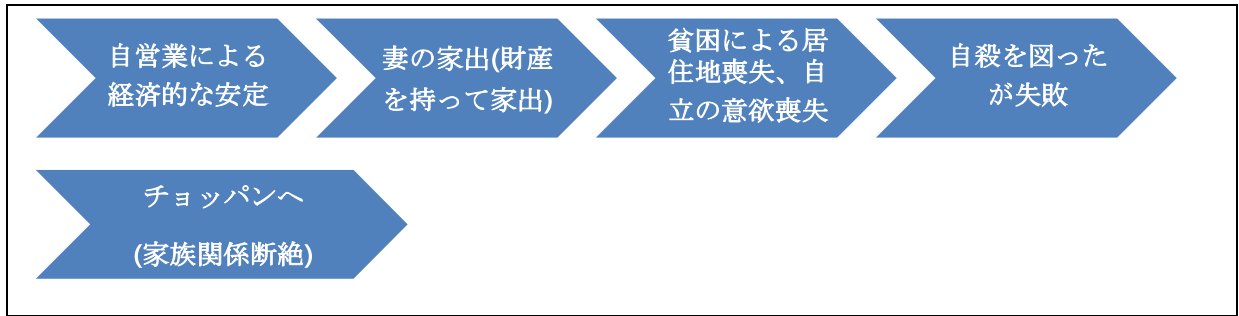 自営業による
経済的な安定
妻の家出(財産
を持って家出)
貧困による居
住地喪失、自
立の意欲喪失
自殺を図った
が失敗
チョッパンへ
(家族関係断絶)